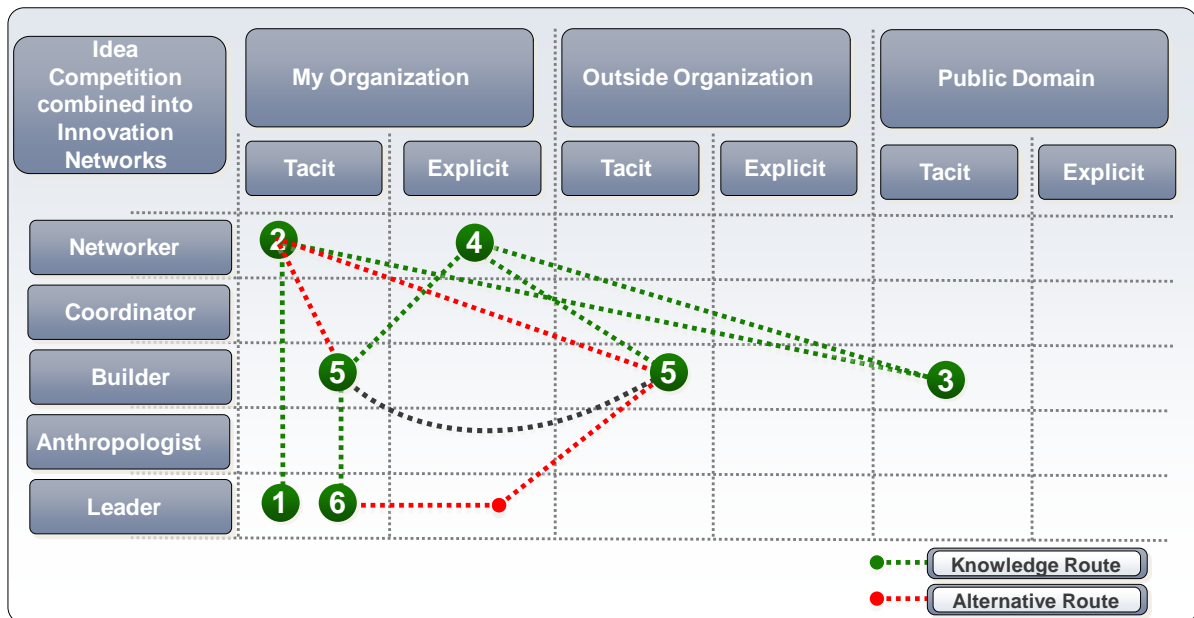 Idea
Competition
combined into
Innovation
Networks
My Organization
Outside Organization
Public Domain
Tacit
Explicit
Tacit
Explicit
Tacit
Explicit
Networker
2
4
Coordinator
Builder
5
5
3
Anthropologist
Leader
1
6
Knowledge Route
Alternative Route